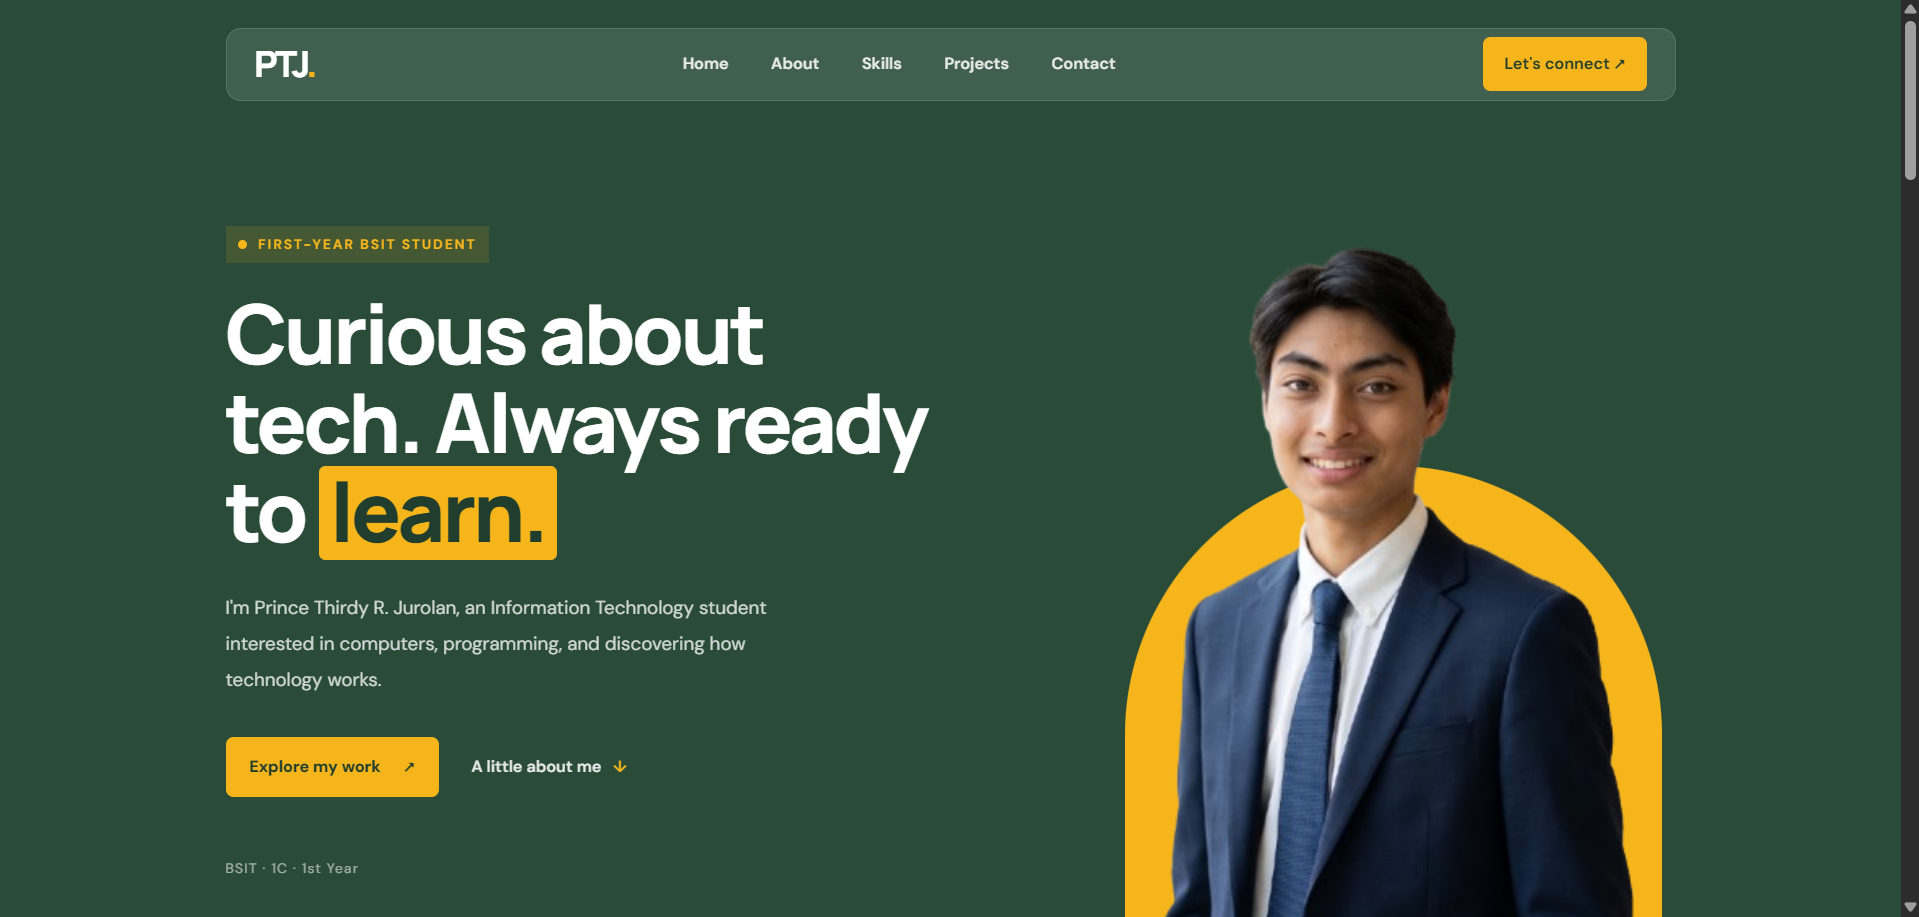 PTJ.
Home
About
Skills
Projects
Contact
Let's connect ↗
FIRST-YEAR BSIT STUDENT
Curious about
tech. Always ready
to learn.
I'm Prince Thirdy R. Jurolan, an Information Technology student
interested in computers, programming, and discovering how
technology works.
Explore my work ↗
A little about me ↓
BSIT · 1C · 1st Year